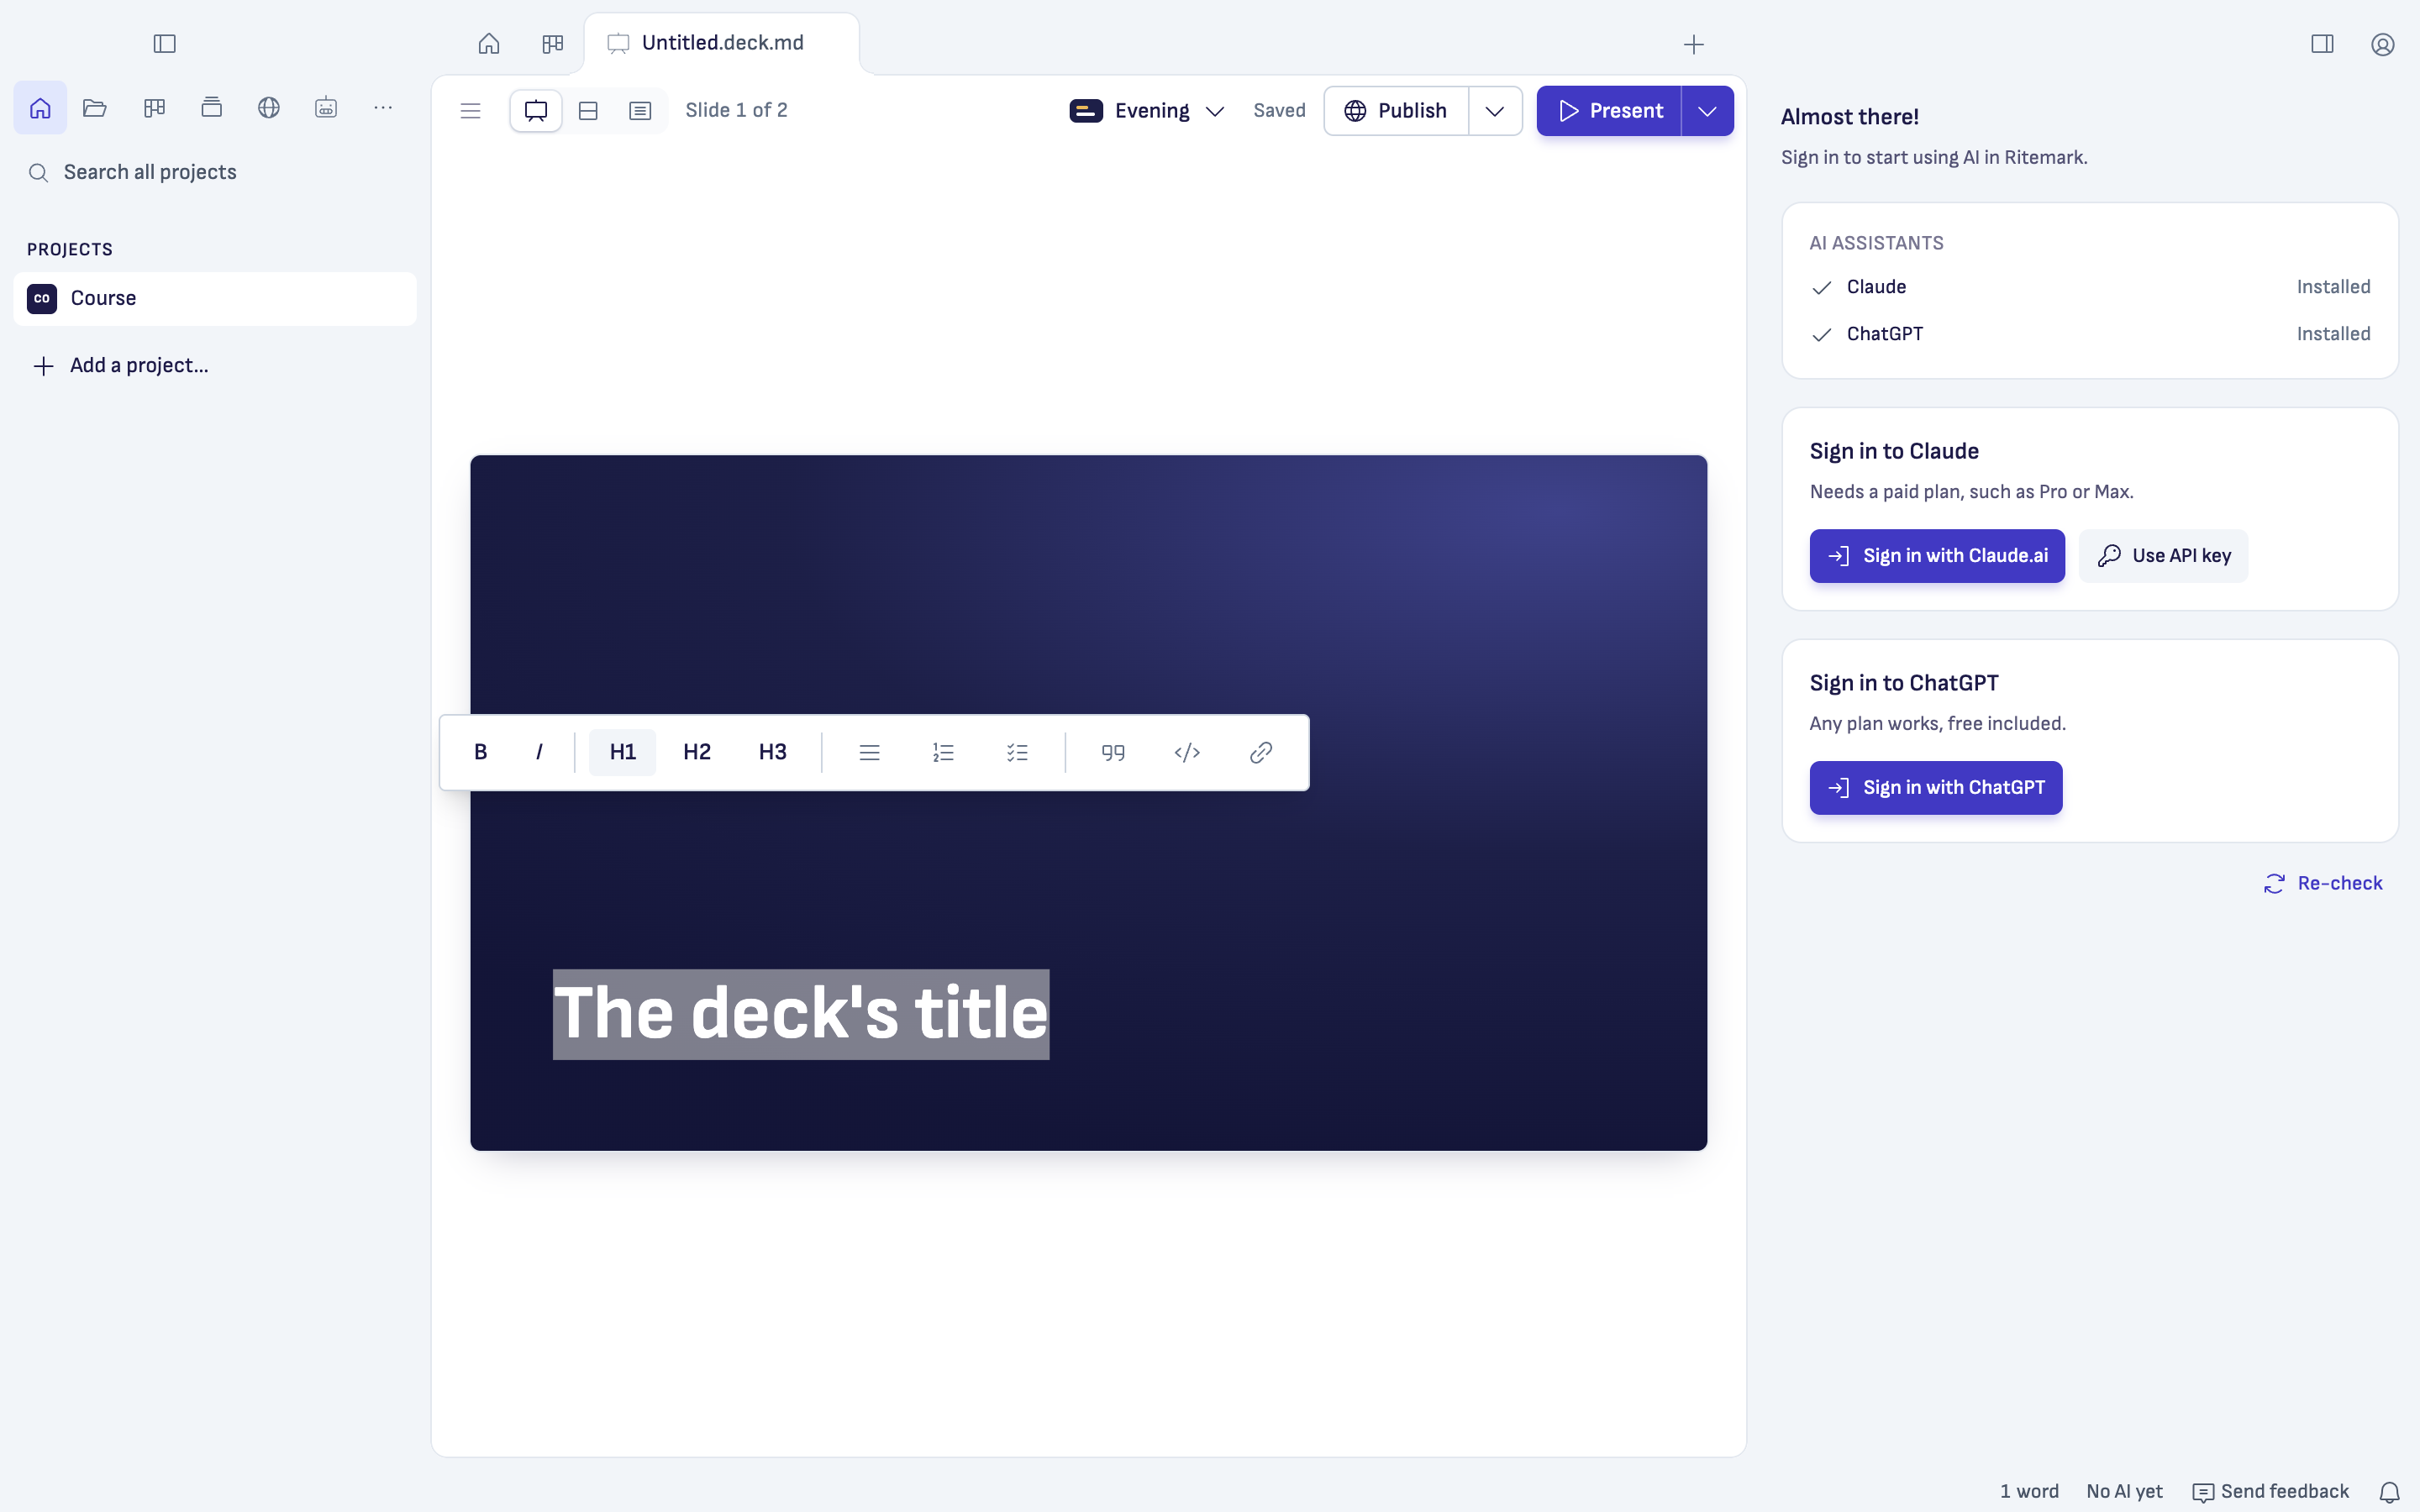 Untitled.deck.md
Slide 1 of 2
Evening
Saved
Publish
Present
Search all projects
PROJECTS
CO
Course
Add a project...
B
I
H1
H2
H3
The deck's title
Almost there!
Sign in to start using AI in Ritemark.
AI ASSISTANTS
Claude
Installed
ChatGPT
Installed
Sign in to Claude
Needs a paid plan, such as Pro or Max.
Sign in with Claude.ai
Use API key
Sign in to ChatGPT
Any plan works, free included.
Sign in with ChatGPT
Re-check
1 word
No AI yet
Send feedback